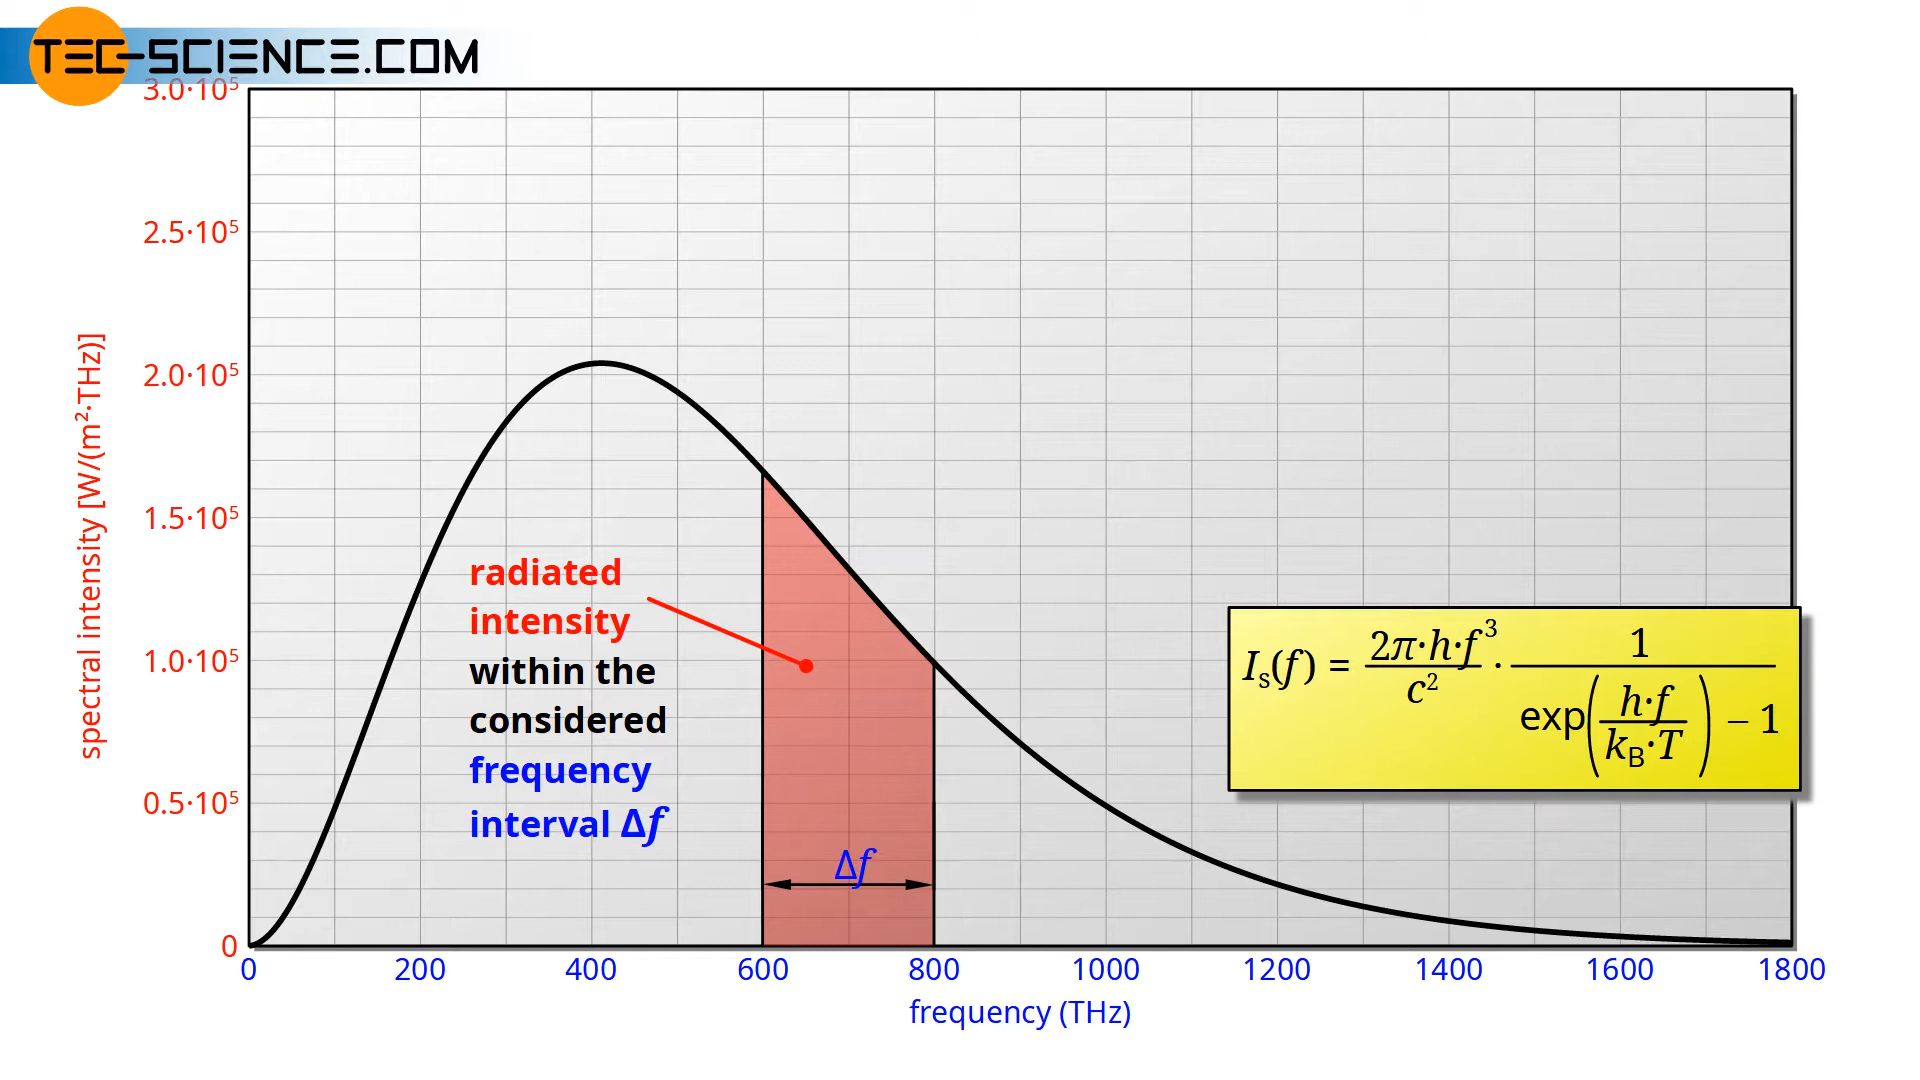 TEC-SCIENCE.COM
3.0·10⁵
2.5·10⁵
2.0·10⁵
1.5·10⁵
1.0·10⁵
0.5·10⁵
0
spectral intensity [W/(m²·THz)]
radiated
intensity
within the
considered
frequency
interval Δf
Δf
I_s(f) = (2π·h·f³)/(c²) · 1/(exp((h·f)/(k_B·T)) − 1)
0 200 400 600 800 1000 1200 1400 1600 1800
frequency (THz)